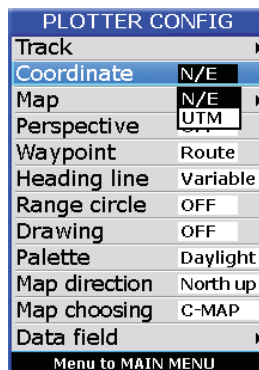 PLOTTER CONFIG
Track
Coordinate N/E
Map N/E
UTM
Perspective
Waypoint Route
Heading line Variable
Range circle OFF
Drawing OFF
Palette Daylight
Map direction North up
Map choosing C-MAP
Data field
Menu to MAIN MENU